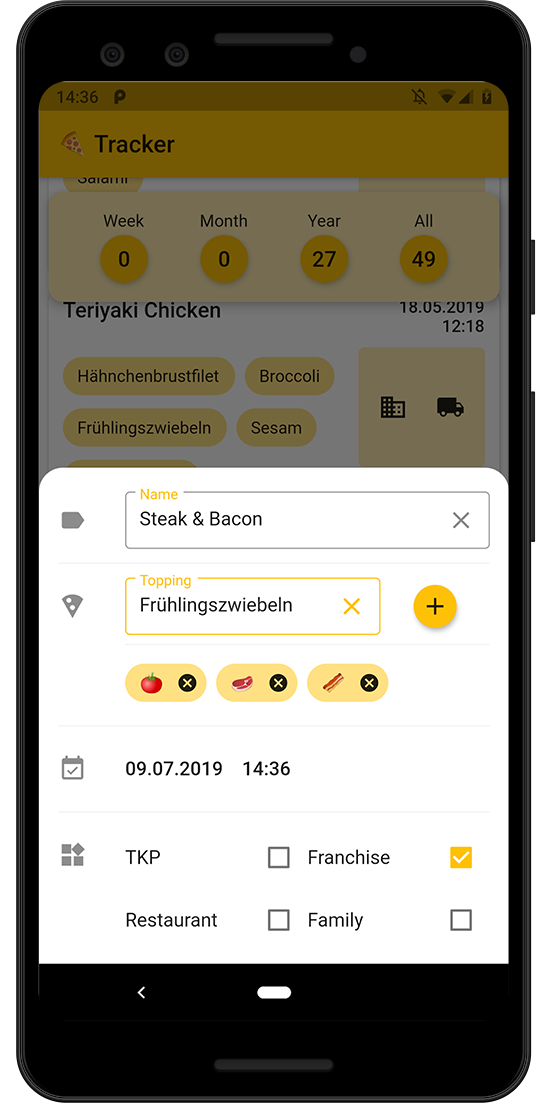 14:36
Tracker
Salami
Week Month Year All
0 0 27 49
Teriyaki Chicken 18.05.2019
12:18
Hähnchenbrustfilet Broccoli
Frühlingszwiebeln Sesam
Name
Steak & Bacon
Topping
Frühlingszwiebeln
09.07.2019 14:36
TKP Franchise
Restaurant Family